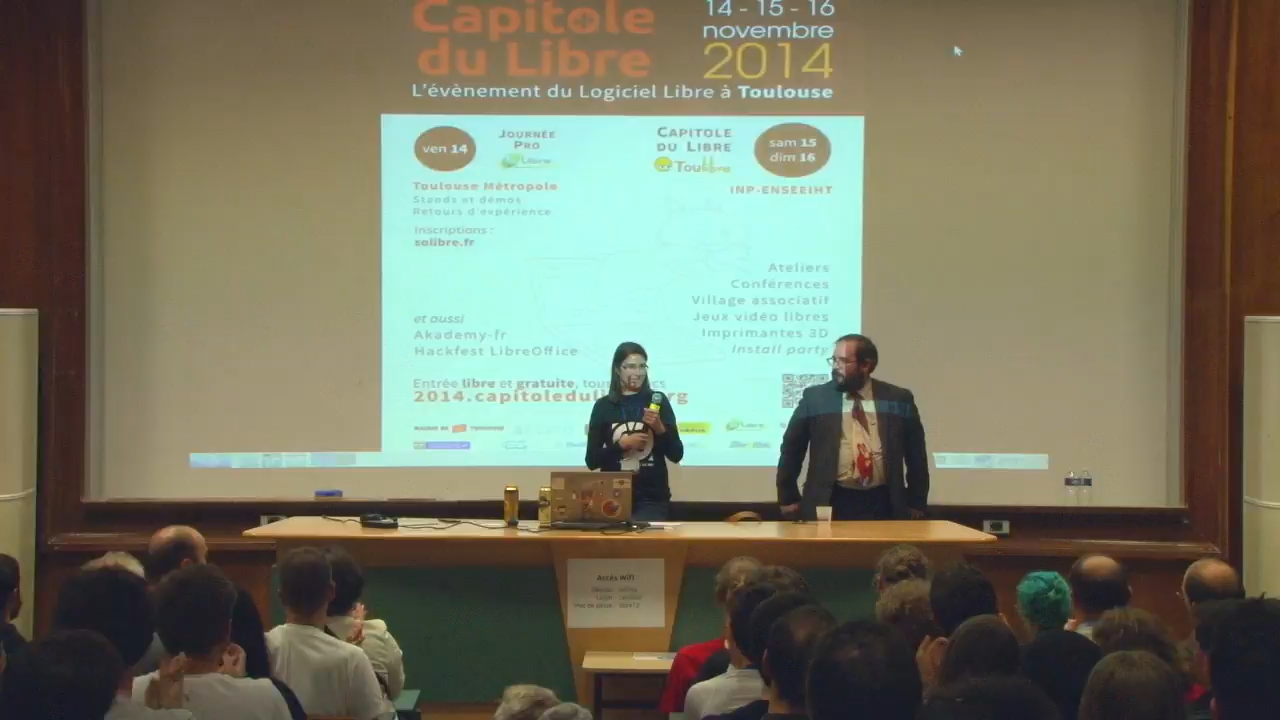 Capitole
du Libre
14 - 15 - 16
novembre
2014
L'évènement du Logiciel Libre à Toulouse
ven 14
JOURNÉE
PRO
Libre
Toulouse Métropole
Stands et démos
Retours d'expérience
Inscriptions :
solibre.fr
CAPITOLE
DU LIBRE
Toulibre
sam 15
dim 16
INP-ENSEEIHT
Ateliers
Conférences
Village associatif
Jeux vidéo libres
Imprimantes 3D
Install party
et aussi
Akademy-fr
Hackfest LibreOffice
Entrée libre et gratuite,
2014.capitoledul
Accès Wifi